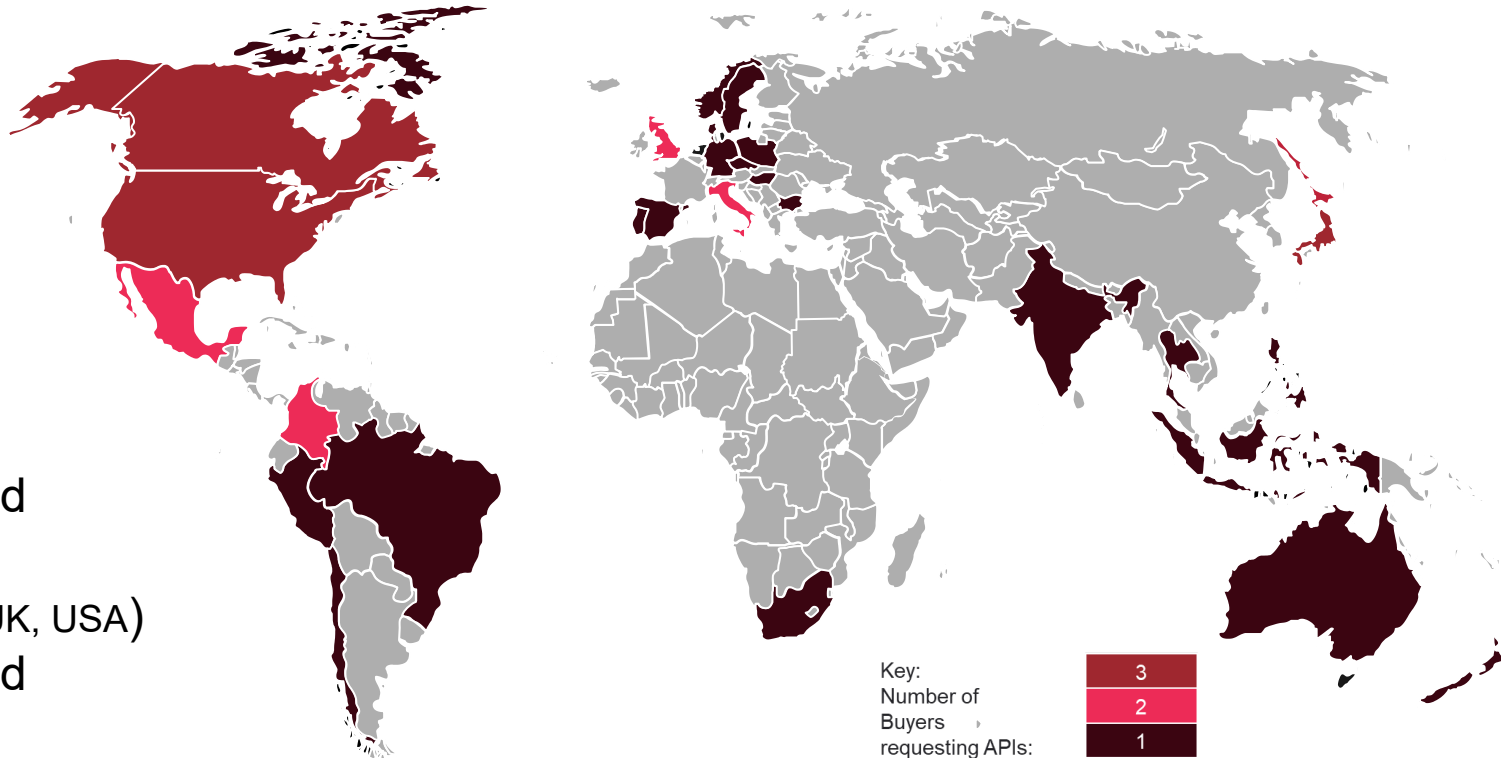 d
JK, USA)
d
Key:
Number of
Buyers
requesting APIs:
3
2
1